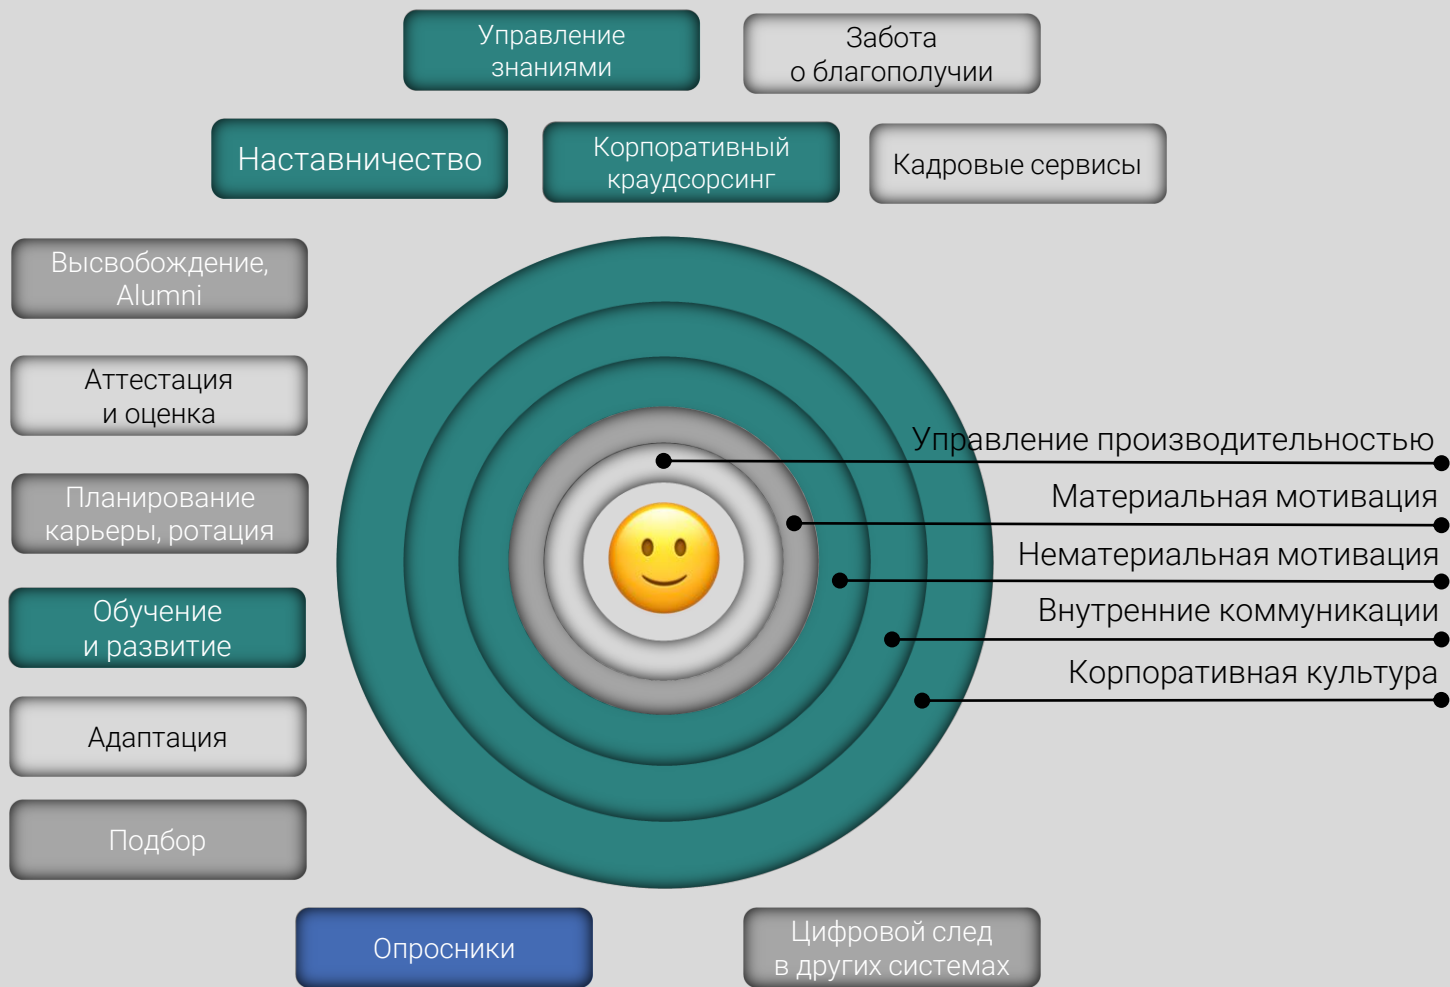 Управление
знаниями
Забота
о благополучии
Наставничество
Корпоративный
краудсорсинг
Кадровые сервисы
Высвобождение,
Alumni
Аттестация
и оценка
Планирование
карьеры, ротация
Обучение
и развитие
Адаптация
Подбор
Управление производительностью
Материальная мотивация
Нематериальная мотивация
Внутренние коммуникации
Корпоративная культура
Опросники
Цифровой след
в других системах